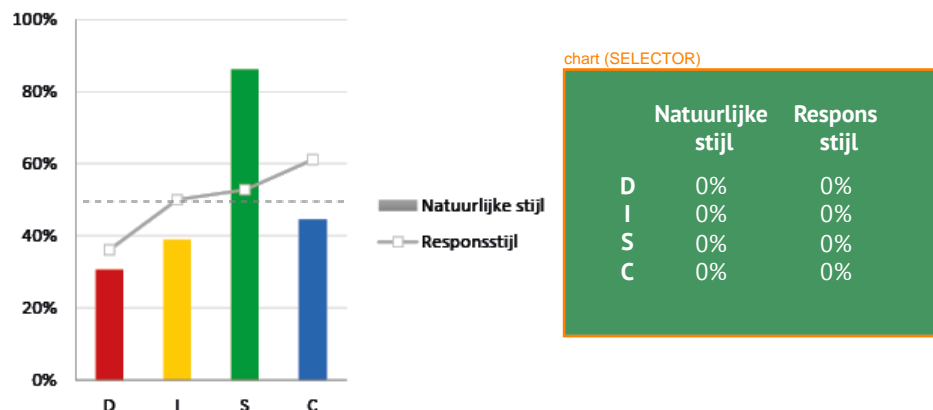 100%
80%
60%
40%
20%
0%
D I S C
Natuurlijke stijl
Responsstijl
chart (SELECTOR)
Natuurlijke Respons
stijl stijl
D 0% 0%
I 0% 0%
S 0% 0%
C 0% 0%